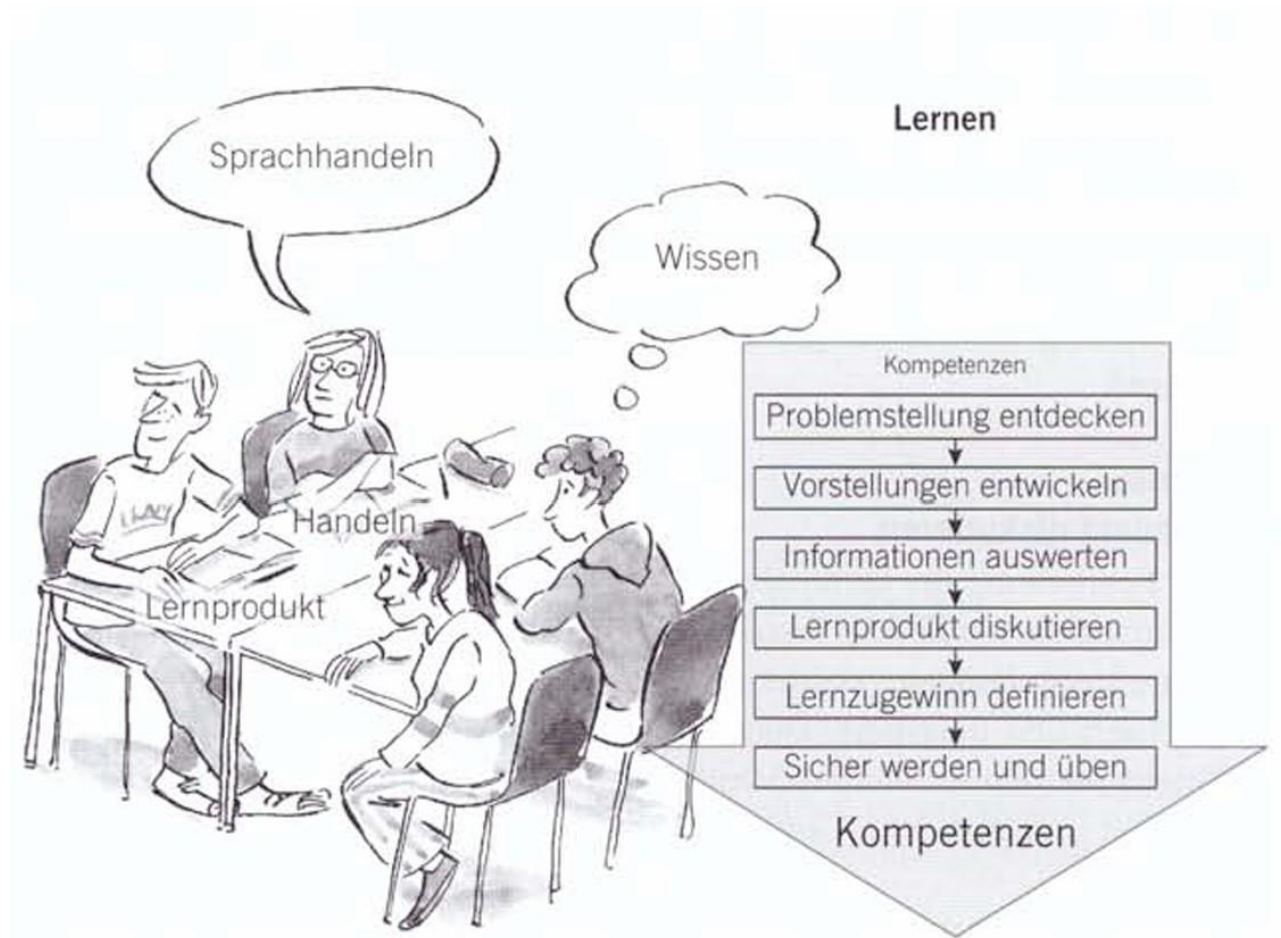 Lernen
Sprachhandeln
Wissen
Handeln
Lernprodukt
Kompetenzen
Problemstellung entdecken
Vorstellungen entwickeln
Informationen auswerten
Lernprodukt diskutieren
Lernzugewinn definieren
Sicher werden und üben
Kompetenzen